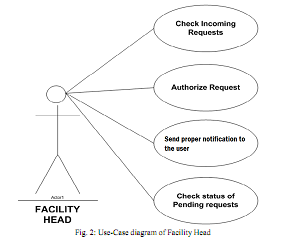 Check Incoming
Requests
Authorize Request
Send proper notification to
the user
Check status of
Pending requests
Actor1
FACILITY
HEAD
Fig. 2: Use-Case diagram of Facility Head